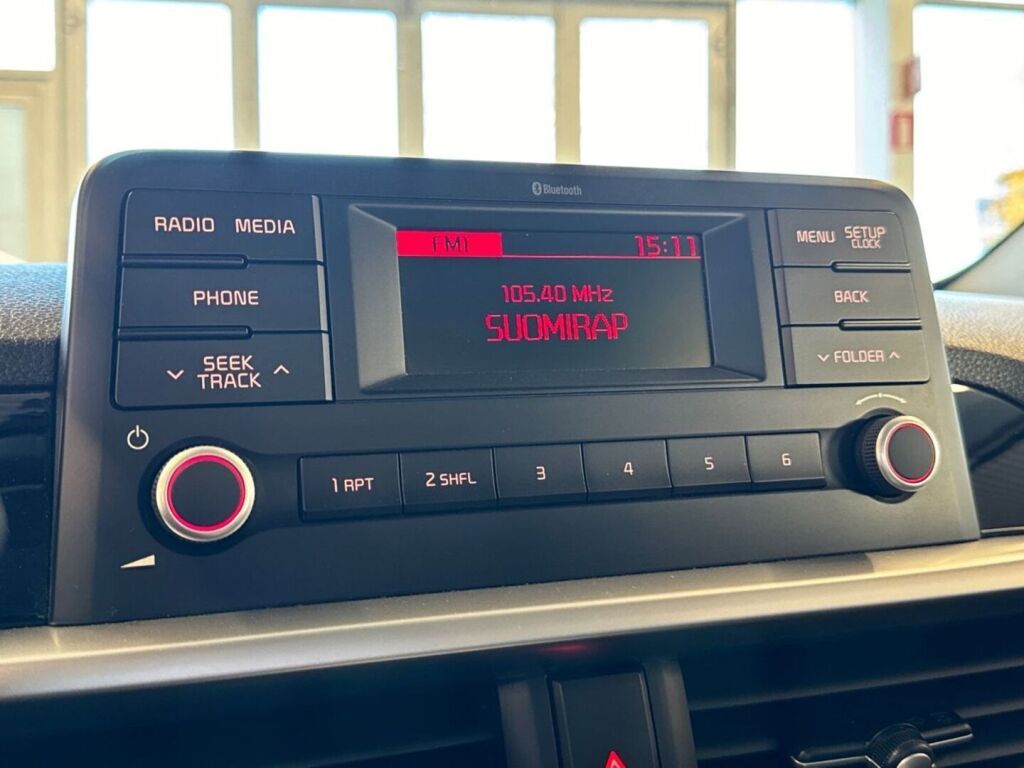 Bluetooth
RADIO MEDIA
PHONE
SEEK
TRACK
FM1 15:11
105.40 MHz
SUOMIRAP
MENU SETUP
CLOCK
BACK
FOLDER
1 RPT 2 SHFL 3 4 5 6